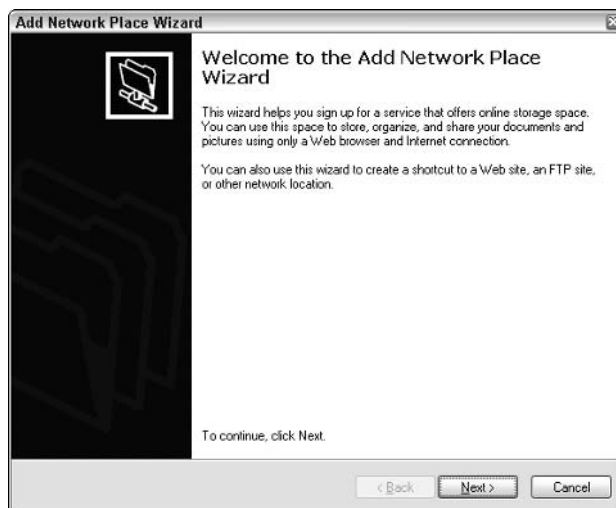 Add Network Place Wizard
Welcome to the Add Network Place
Wizard
This wizard helps you sign up for a service that offers online storage space.
You can use this space to store, organize, and share your documents and
pictures using only a Web browser and Internet connection.
You can also use this wizard to create a shortcut to a Web site, an FTP site,
or other network location.
To continue, click Next.
< Back Next > Cancel